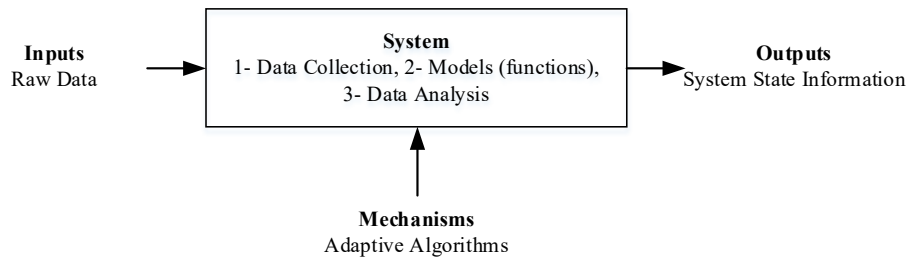 Inputs
Raw Data
System
1- Data Collection, 2- Models (functions),
3- Data Analysis
Outputs
System State Information
Mechanisms
Adaptive Algorithms